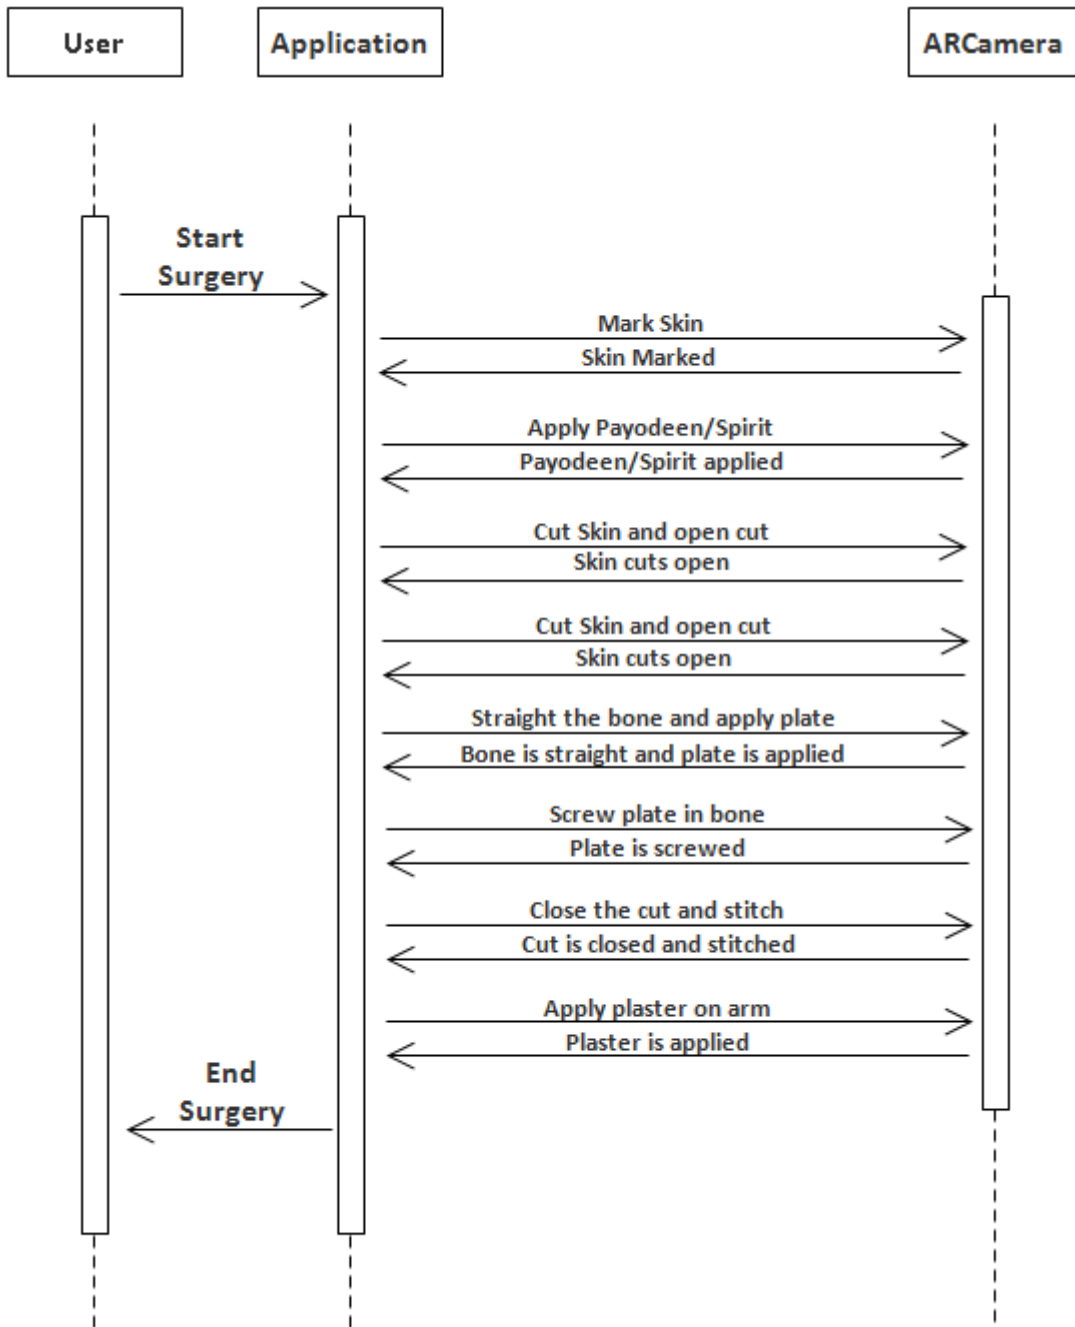 User
Application
ARCamera
Start
Surgery
Mark Skin
Skin Marked
Apply Payodeen/Spirit
Payodeen/Spirit applied
Cut Skin and open cut
Skin cuts open
Cut Skin and open cut
Skin cuts open
Straight the bone and apply plate
Bone is straight and plate is applied
Screw plate in bone
Plate is screwed
Close the cut and stitch
Cut is closed and stitched
Apply plaster on arm
Plaster is applied
End
Surgery